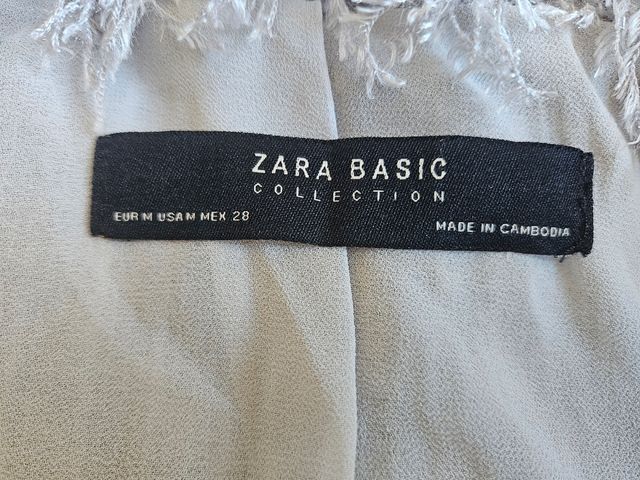 ZARA BASIC
COLLECTION
EUR M USA M MEX 28
MADE IN CAMBODIA